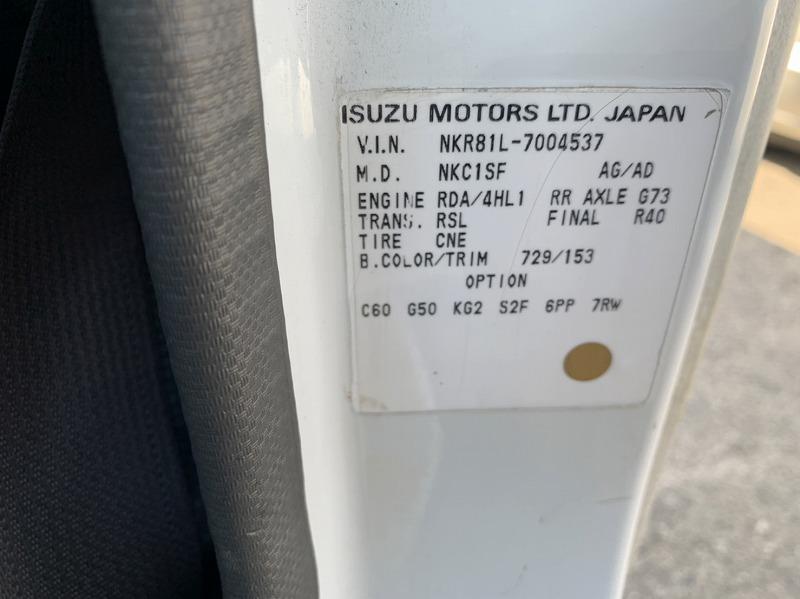 ISUZU MOTORS LTD. JAPAN
V.I.N. NKR81L-7004537
M.D. NKC1SF AG/AD
ENGINE RDA/4HL1 RR AXLE G73
TRANS. RSL FINAL R40
TIRE CNE
B.COLOR/TRIM 729/153
OPTION
C60 G50 KG2 S2F 6PP 7RW